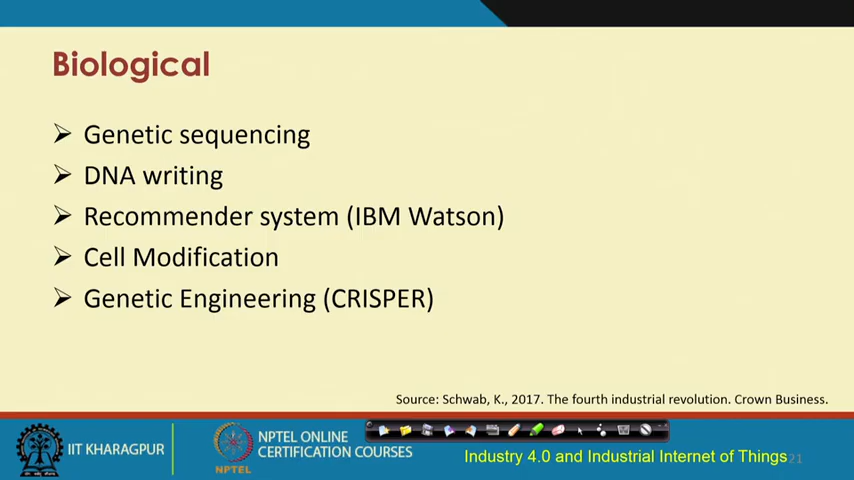 Biological
Genetic sequencing
DNA writing
Recommender system (IBM Watson)
Cell Modification
Genetic Engineering (CRISPER)
Source: Schwab, K., 2017. The fourth industrial revolution. Crown Business.
IIT KHARAGPUR
NPTEL
NPTEL ONLINE
CERTIFICATION COURSES
Industry 4.0 and Industrial Internet of Things
21